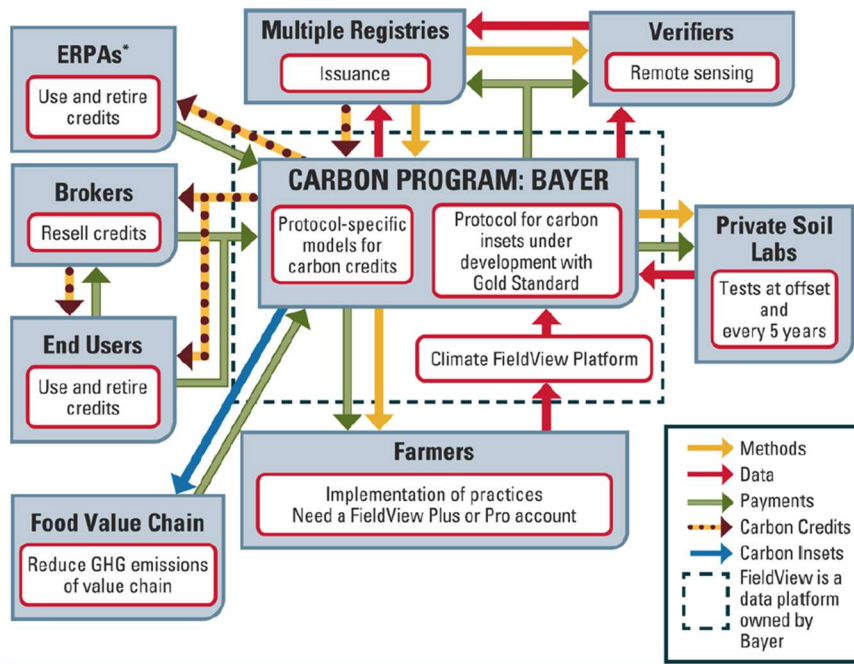 ERPAs*
Use and retire
credits
Multiple Registries
Issuance
Verifiers
Remote sensing
Brokers
Resell credits
CARBON PROGRAM: BAYER
Protocol-specific
models for
carbon credits
Protocol for carbon
insets under
development with
Gold Standard
Private Soil
Labs
Tests at offset
and
every 5 years
End Users
Use and retire
credits
Climate FieldView Platform
Farmers
Implementation of practices
Need a FieldView Plus or Pro account
Food Value Chain
Reduce GHG emissions
of value chain
Methods
Data
Payments
Carbon Credits
Carbon Insets
FieldView is a
data platform
owned by
Bayer